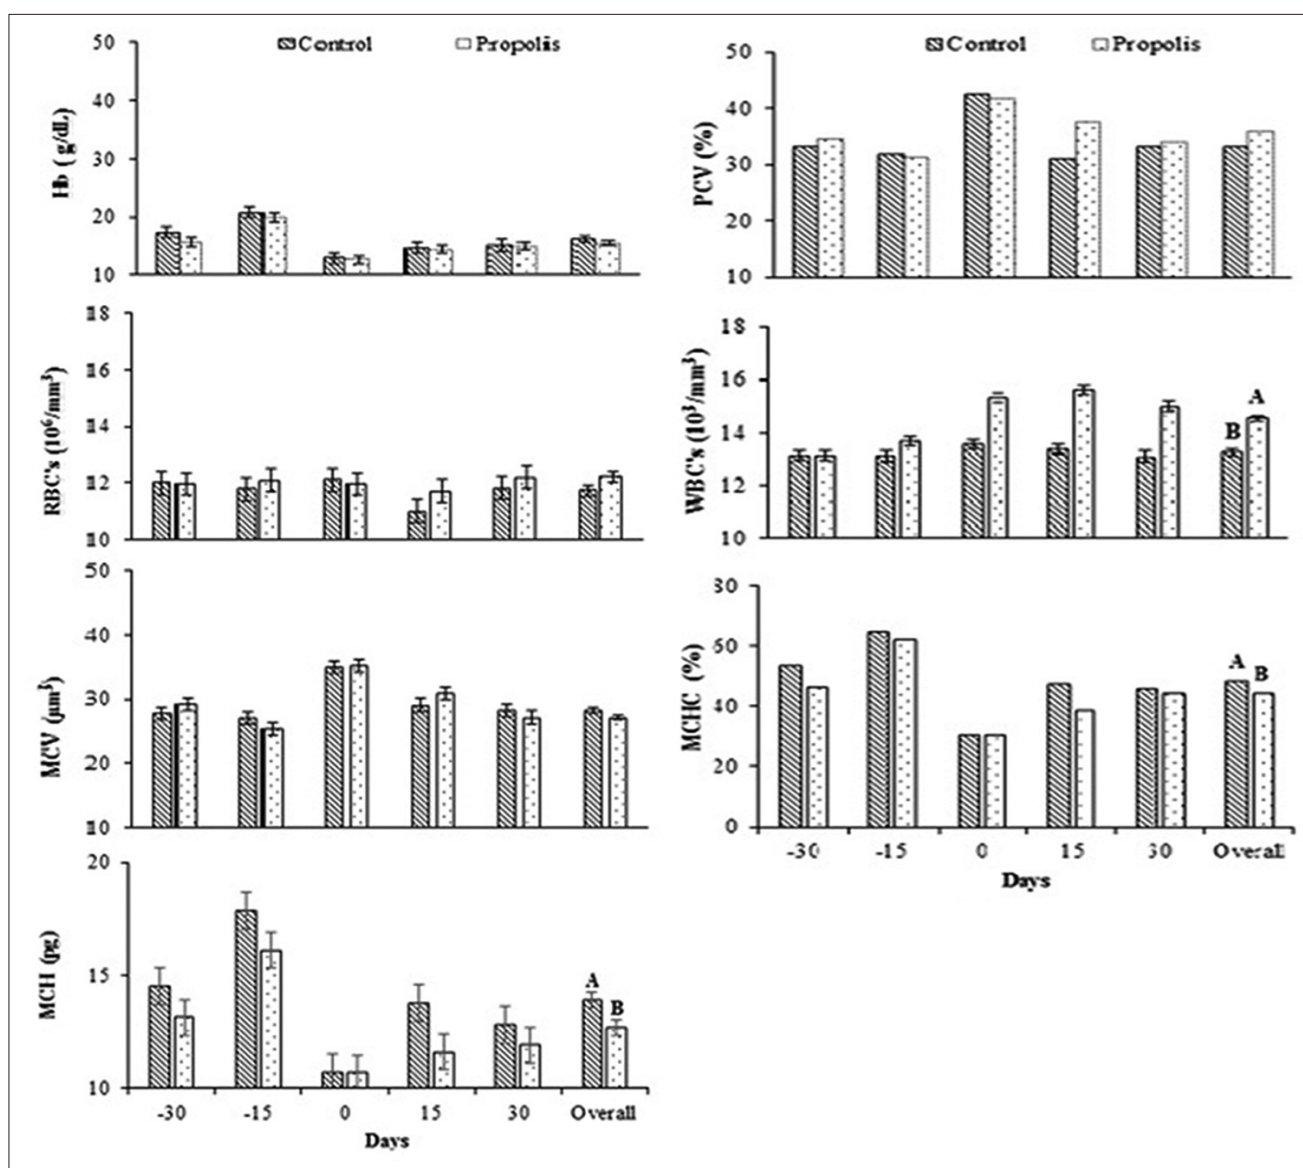 Control Propolis
50
40
30
20
10
Hb (g/dL)
Control Propolis
50
40
30
20
10
PCV (%)
18
16
14
12
10
RBC's (10⁶/mm³)
18
16
14
12
10
WBC's (10³/mm³)
A
B
50
40
30
20
10
MCV (µm³)
80
60
40
20
0
MCHC (%)
A
B
-30 -15 0 15 30 Overall
Days
20
15
10
MCH (pg)
A
B
-30 -15 0 15 30 Overall
Days